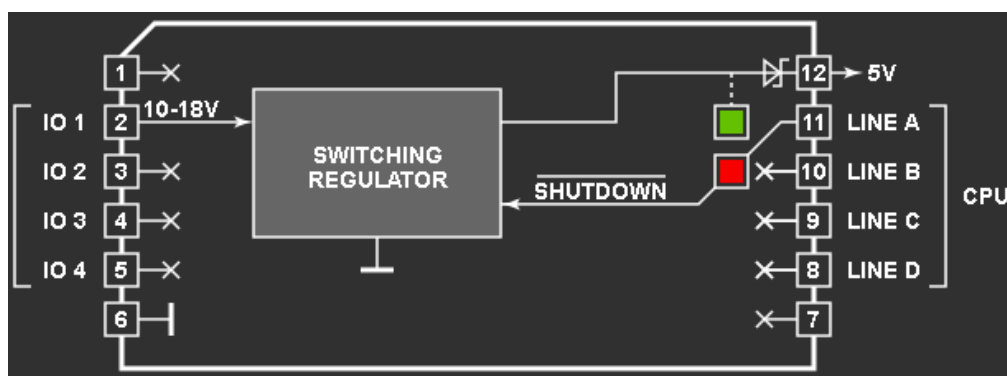 1
12 5V
IO 1 2 10-18V
11 LINE A
IO 2 3
SWITCHING
REGULATOR
SHUTDOWN
10 LINE B
CPU
IO 3 4
9 LINE C
IO 4 5
8 LINE D
6
7